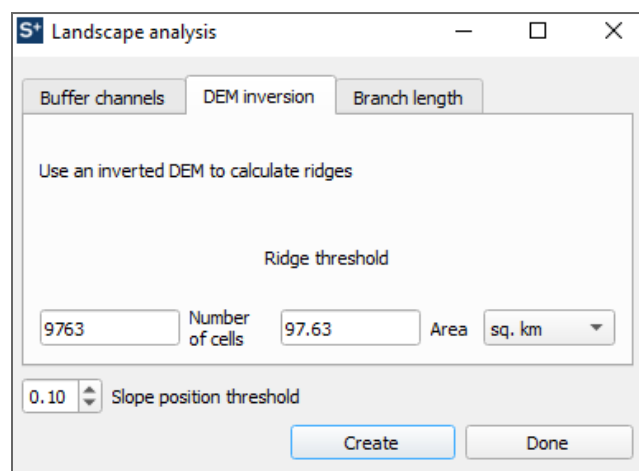 S+ Landscape analysis
Buffer channels DEM inversion Branch length
Use an inverted DEM to calculate ridges
Ridge threshold
9763 Number of cells 97.63 Area sq. km
0.10 Slope position threshold
Create Done